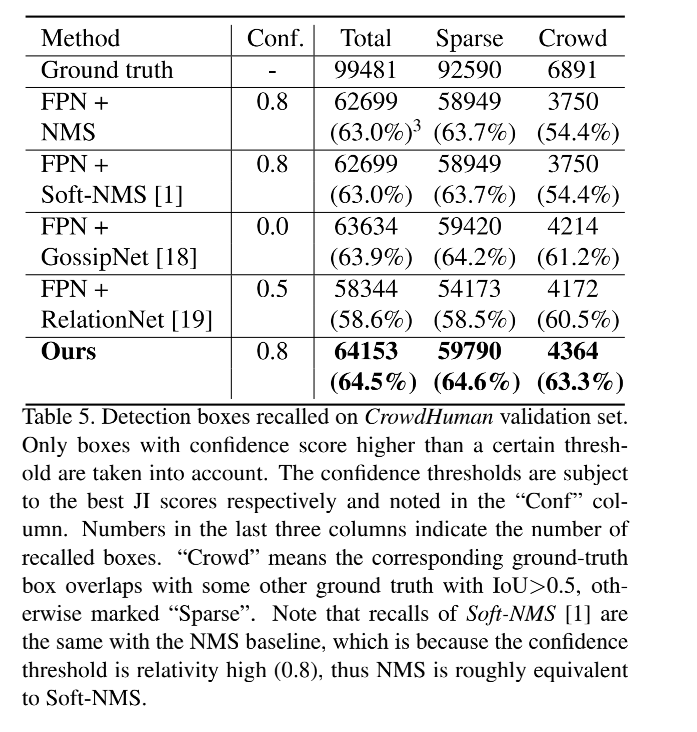 Method Conf. Total Sparse Crowd
Ground truth - 99481 92590 6891
FPN + 0.8 62699 58949 3750
NMS (63.0%)3 (63.7%) (54.4%)
FPN + 0.8 62699 58949 3750
Soft-NMS [1] (63.0%) (63.7%) (54.4%)
FPN + 0.0 63634 59420 4214
GossipNet [18] (63.9%) (64.2%) (61.2%)
FPN + 0.5 58344 54173 4172
RelationNet [19] (58.6%) (58.5%) (60.5%)
Ours 0.8 64153 59790 4364
(64.5%) (64.6%) (63.3%)
Table 5. Detection boxes recalled on CrowdHuman validation set.
Only boxes with confidence score higher than a certain thresh-
old are taken into account. The confidence thresholds are subject
to the best JI scores respectively and noted in the “Conf” col-
umn. Numbers in the last three columns indicate the number of
recalled boxes. “Crowd” means the corresponding ground-truth
box overlaps with some other ground truth with IoU>0.5, oth-
erwise marked “Sparse”. Note that recalls of Soft-NMS [1] are
the same with the NMS baseline, which is because the confidence
threshold is relativity high (0.8), thus NMS is roughly equivalent
to Soft-NMS.